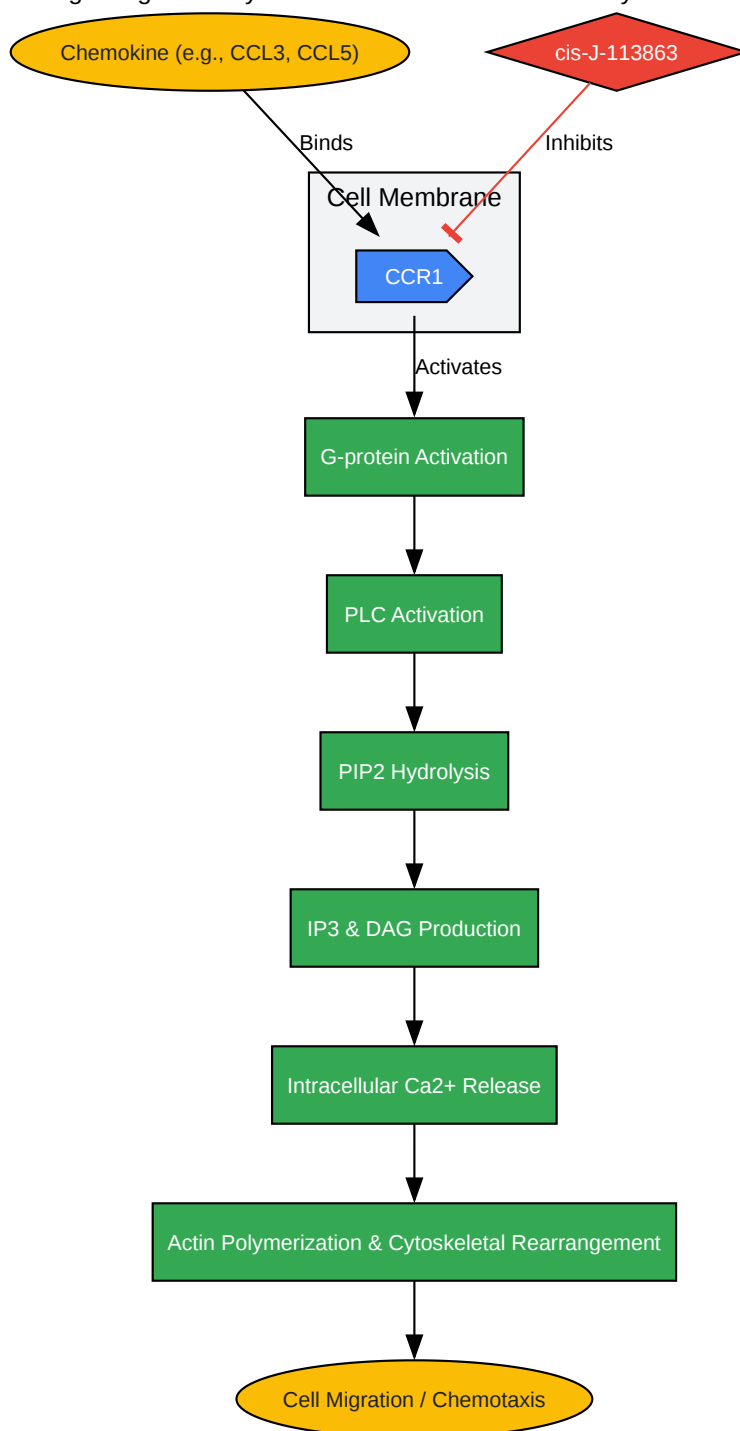 Chemokine (e.g., CCL3, CCL5)
cis-J-113863
Binds
Inhibits
Cell Membrane
CCR1
Activates
G-protein Activation
PLC Activation
PIP2 Hydrolysis
IP3 & DAG Production
Intracellular Ca2+ Release
Actin Polymerization & Cytoskeletal Rearrangement
Cell Migration / Chemotaxis